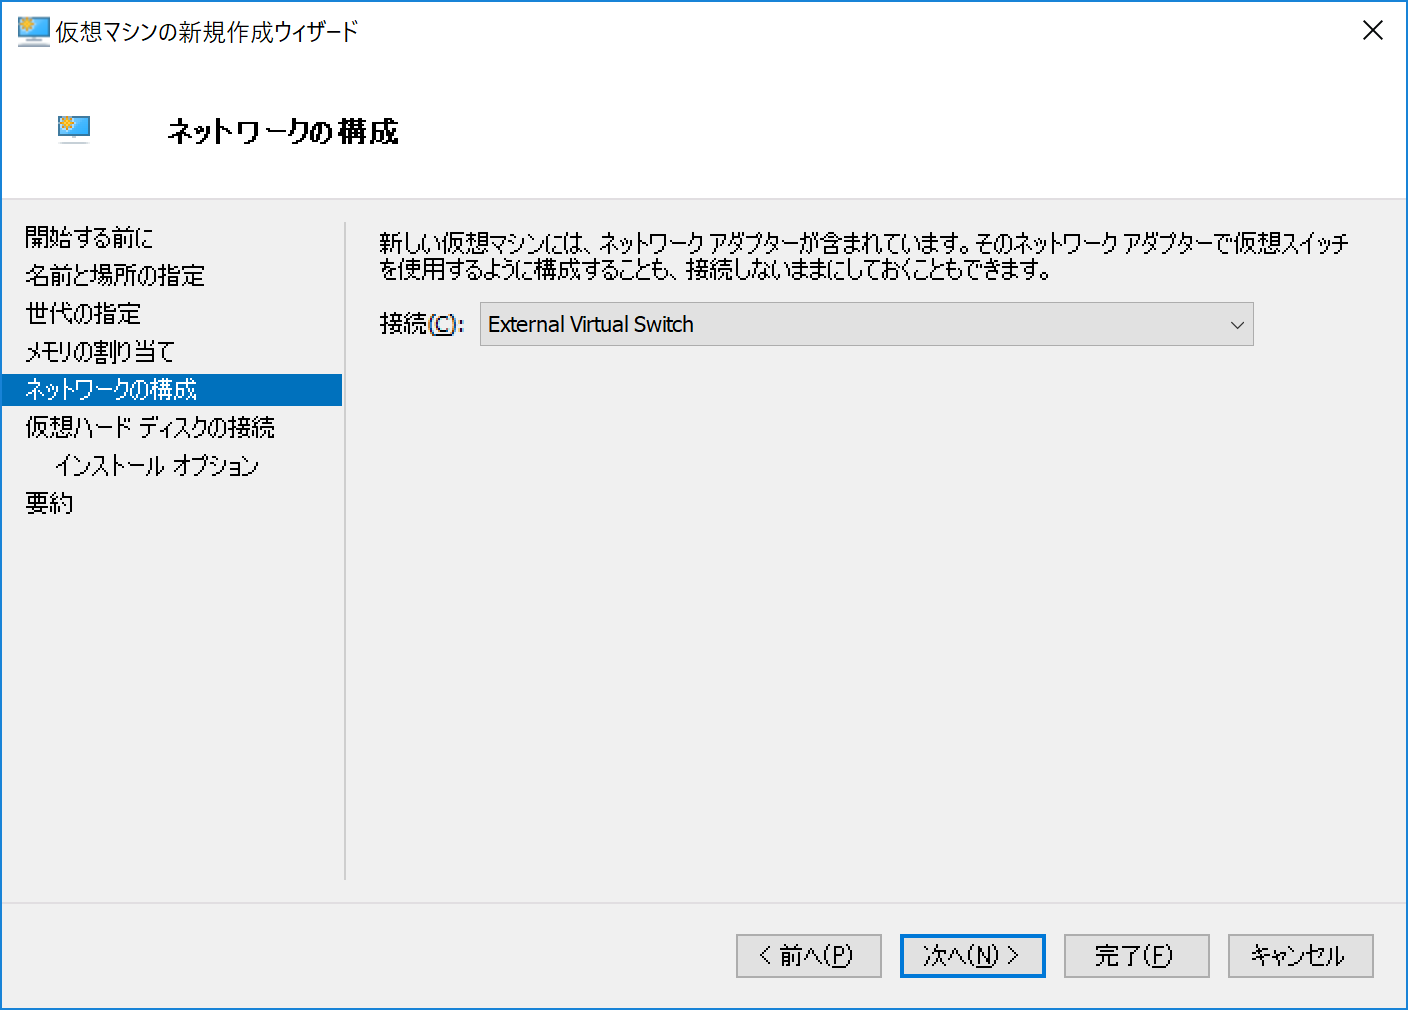 仮想マシンの新規作成ウィザード
ネットワークの構成
開始する前に
名前と場所の指定
世代の指定
メモリの割り当て
ネットワークの構成
仮想ハード ディスクの接続
インストール オプション
要約
新しい仮想マシンには、ネットワーク アダプターが含まれています。そのネットワーク アダプターで仮想スイッチ
を使用するように構成することも、接続しないままにしておくこともできます。
接続(C): External Virtual Switch
< 前へ(P) 次へ(N) > 完了(F) キャンセル